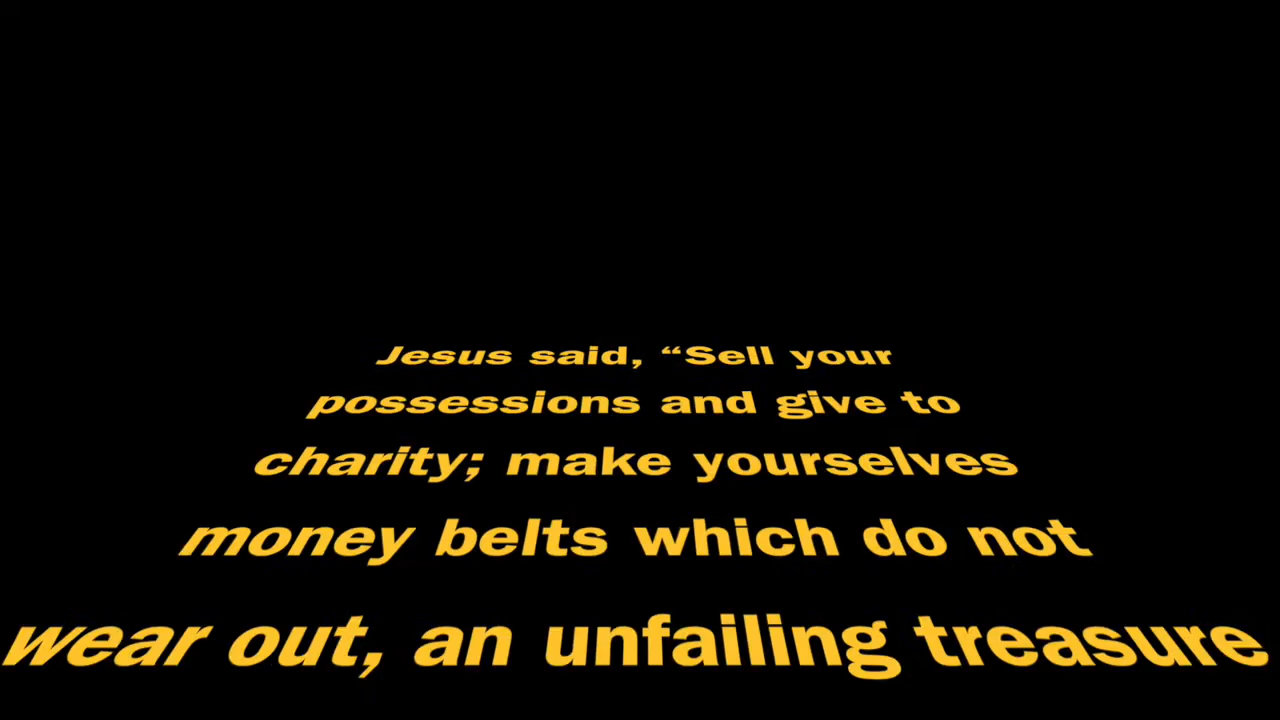 Jesus said, “Sell your
possessions and give to
charity; make yourselves
money belts which do not
wear out, an unfailing treasure